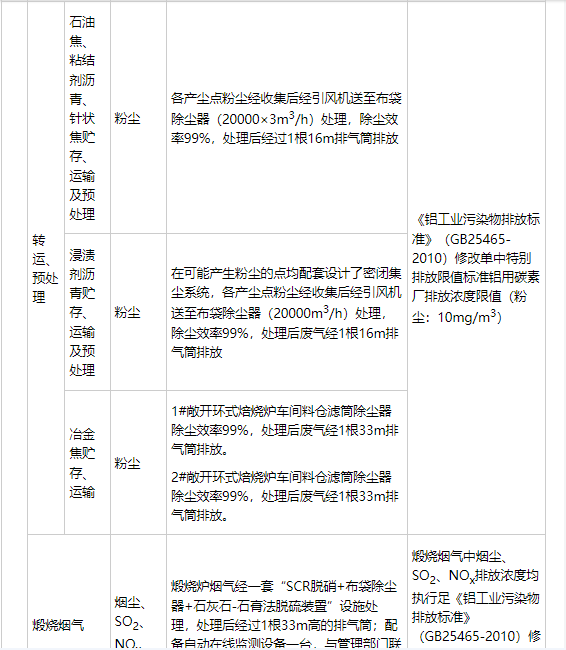 转
运、
预处
理
石油
焦、
粘结
剂沥
青、
针状
焦贮
存、
运输
及预
处理
粉尘
各产尘点粉尘经收集后经引风机送至布袋
除尘器（20000×3m³/h）处理，除尘效
率99%，处理后经过1根16m排气筒排放
《铝工业污染物排放标
准》（GB25465-
2010）修改单中特别
排放限值标准铝用碳素
厂排放浓度限值（粉
尘：10mg/m³）
浸渍
剂沥
青贮
存、
运输
及预
处理
粉尘
在可能产生粉尘的点均配套设计了密闭集
尘系统，各产尘点粉尘经收集后经引风机
送至布袋除尘器（20000m³/h）处理，
除尘效率99%，处理后废气经1根16m排
气筒排放
冶金
焦贮
存、
运输
粉尘
1#敞开环式焙烧炉车间料仓滤筒除尘器
除尘效率99%，处理后废气经1根33m排
气筒排放。
2#敞开环式焙烧炉车间料仓滤筒除尘器
除尘效率99%，处理后废气经1根33m排
气筒排放。
煅烧烟气
烟尘、
SO₂、
NOₓ、
煅烧炉烟气经一套“SCR脱硝+布袋除尘
器+石灰石-石膏法脱硫装置”设施处
理，处理后经过1根33m高的排气筒；配
备自动在线监测设备一台，与管理部门联
煅烧烟气中烟尘、
SO₂、NOₓ排放浓度均
执行足《铝工业污染物
排放标准》
（GB25465-2010）修